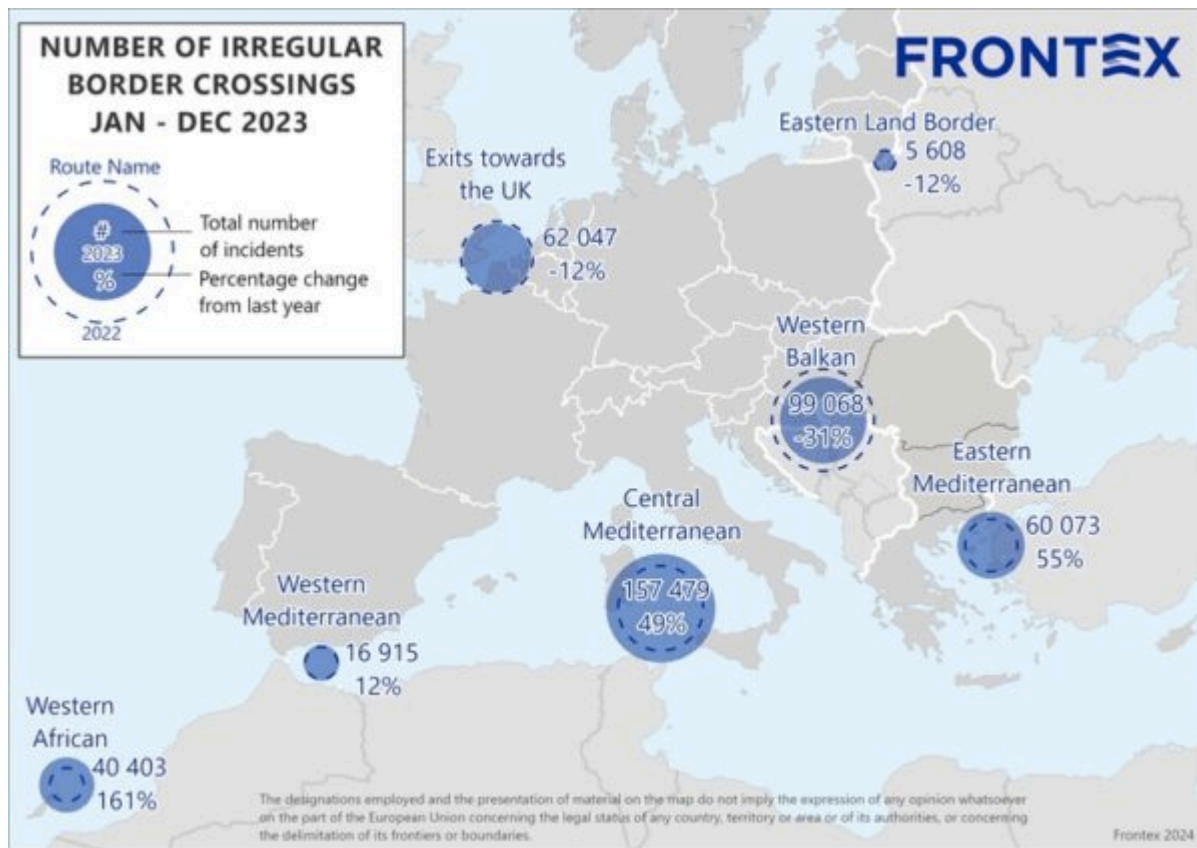 NUMBER OF IRREGULAR
BORDER CROSSINGS
JAN - DEC 2023
Route Name
#
2023
%
Total number
of incidents
Percentage change
from last year
2022
FRONTEX
Eastern Land Border
5 608
-12%
Exits towards
the UK
62 047
-12%
Western
Balkan
99 068
-31%
Eastern
Mediterranean
60 073
55%
Central
Mediterranean
157 479
49%
Western
Mediterranean
16 915
12%
Western
African
40 403
161%
The designations employed and the presentation of material on the map do not imply the expression of any opinion whatsoever
on the part of the European Union concerning the legal status of any country, territory or area or of its authorities, or concerning
the delimitation of its frontiers or boundaries.
Frontex 2024